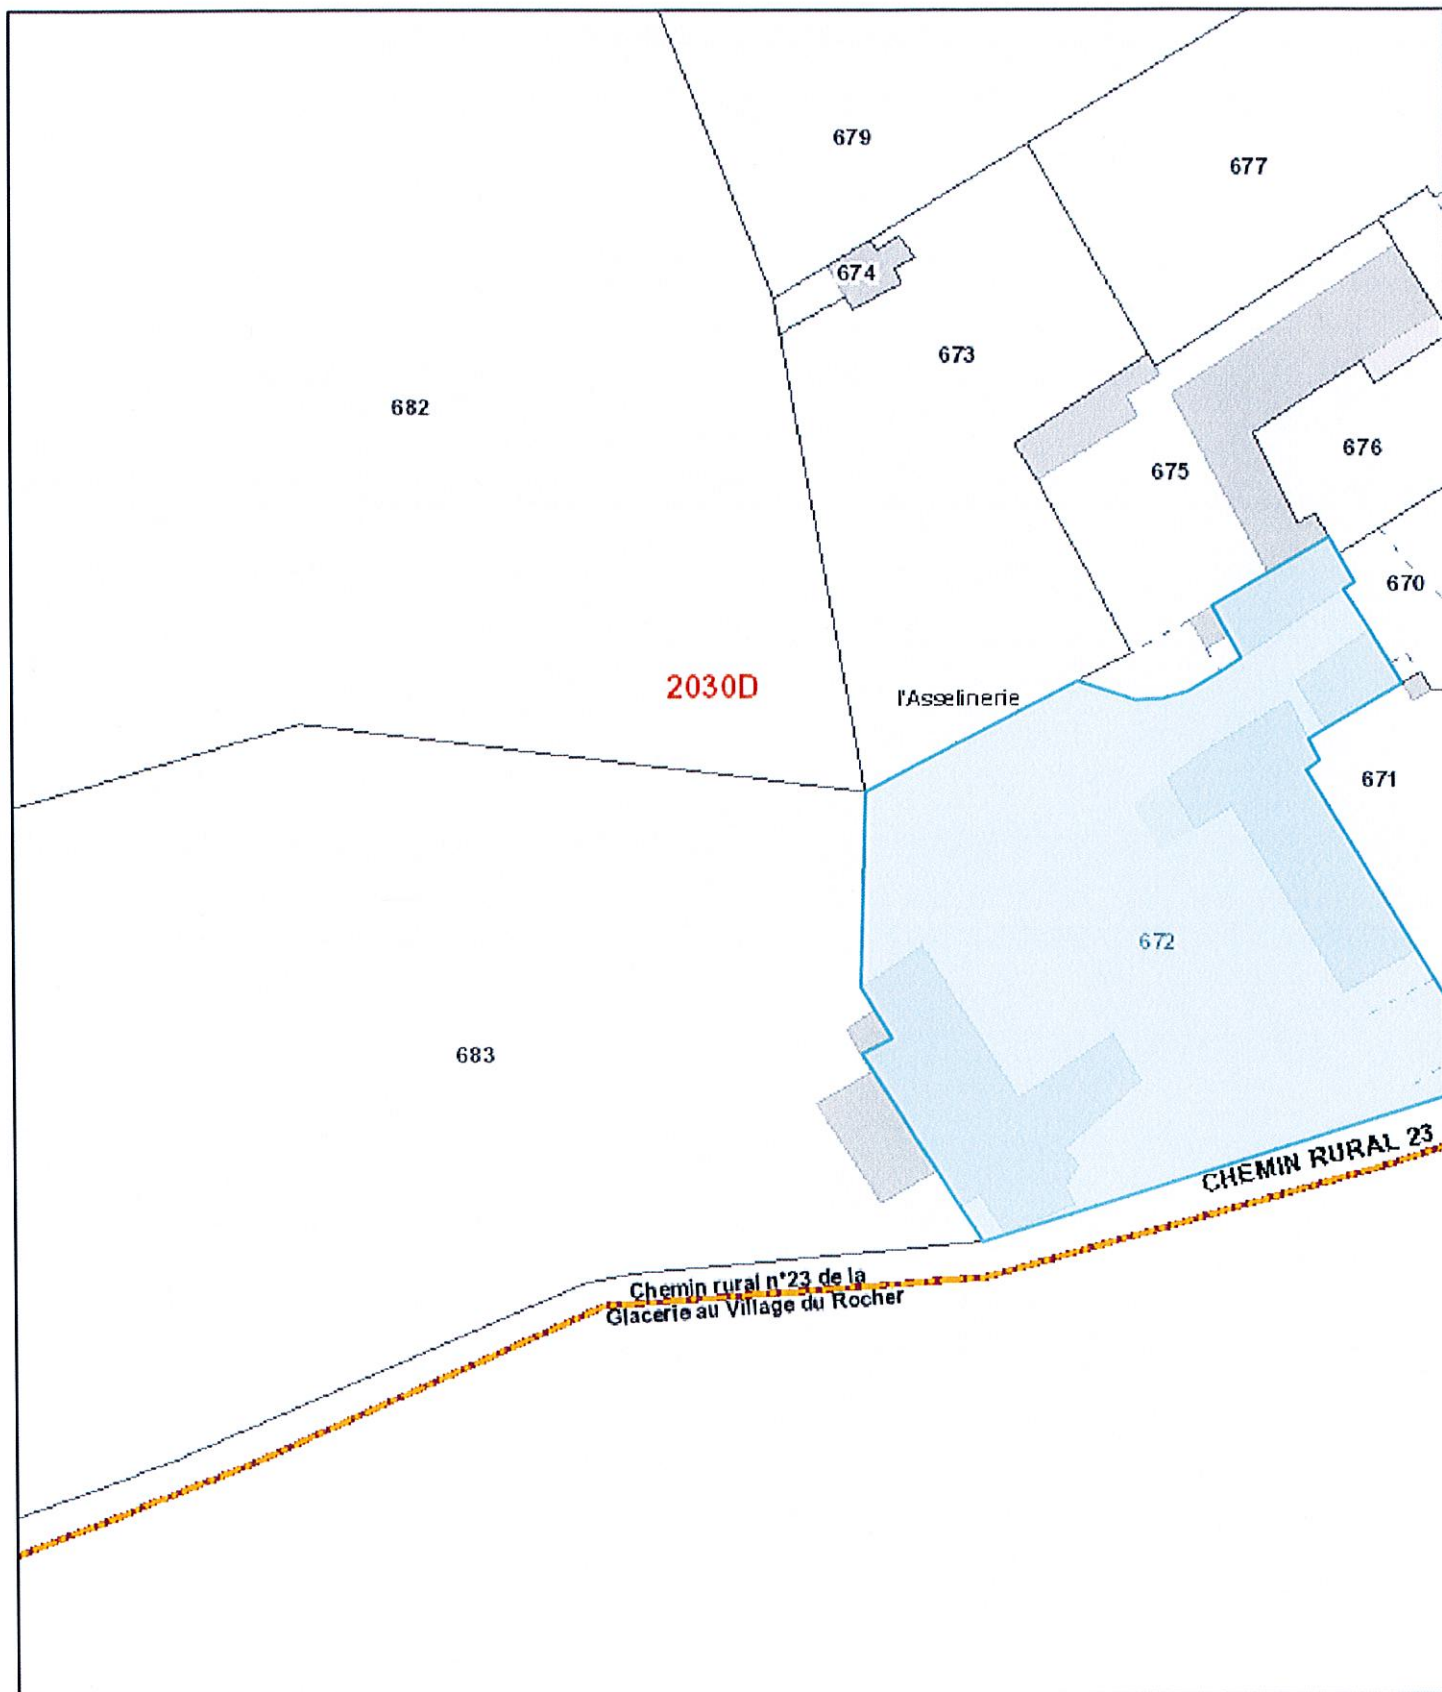 679
677
674
673
682
676
675
670
2030D
l'Asselinerie
671
672
683
CHEMIN RURAL 23
Chemin rural n°23 de la
Glacerie au Village du Rocher